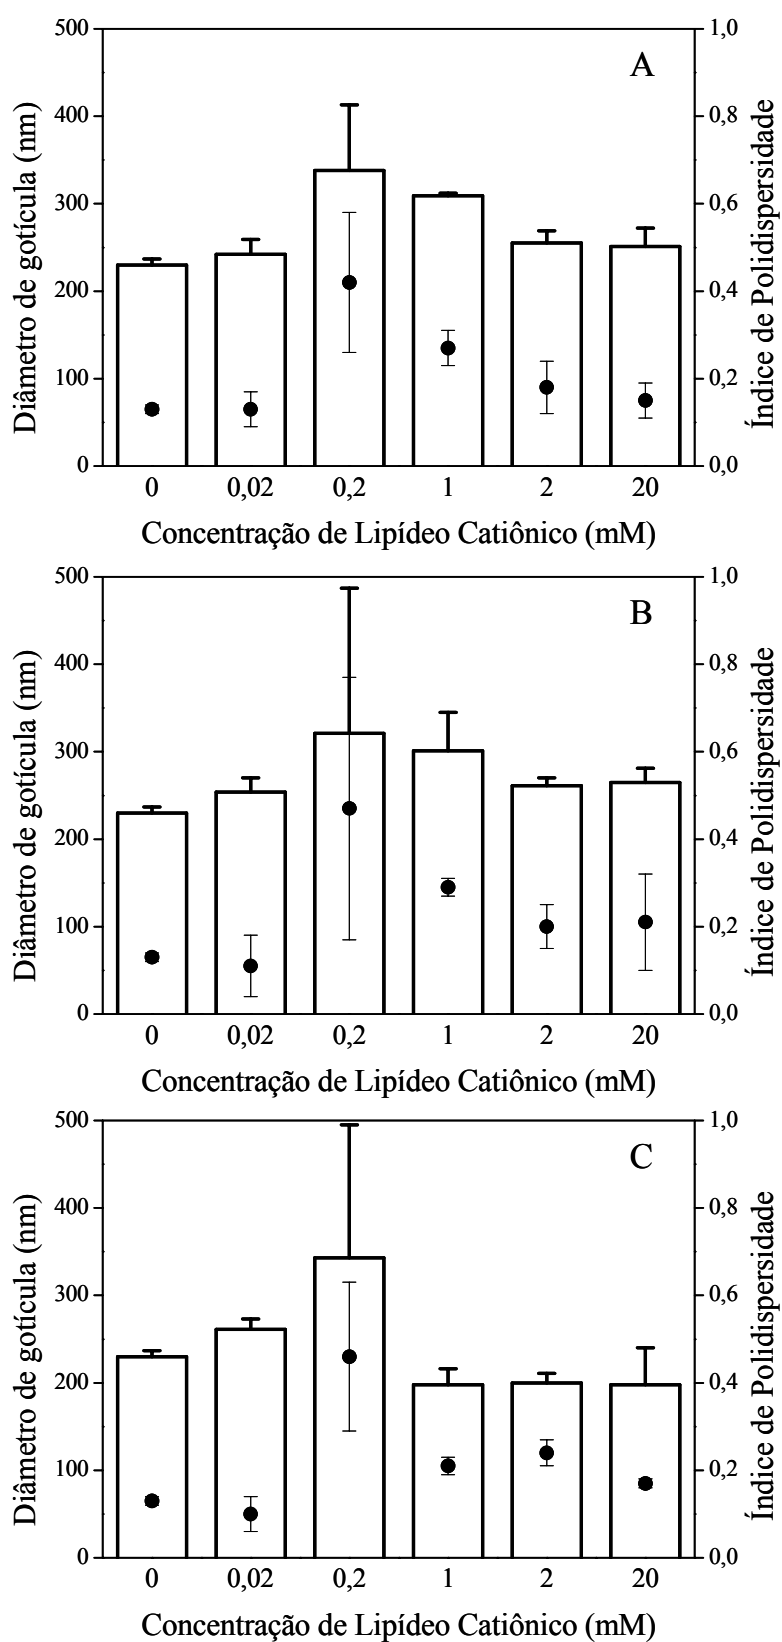 A
Diâmetro de gotícula (nm)
500
400
300
200
100
0
1,0
0,8
0,6
0,4
0,2
0,0
Índice de Polidispersidade
0 0,02 0,2 1 2 20
Concentração de Lipídeo Catiônico (mM)
B
Diâmetro de gotícula (nm)
500
400
300
200
100
0
1,0
0,8
0,6
0,4
0,2
0,0
Índice de Polidispersidade
0 0,02 0,2 1 2 20
Concentração de Lipídeo Catiônico (mM)
C
Diâmetro de gotícula (nm)
500
400
300
200
100
0
1,0
0,8
0,6
0,4
0,2
0,0
Índice de Polidispersidade
0 0,02 0,2 1 2 20
Concentração de Lipídeo Catiônico (mM)